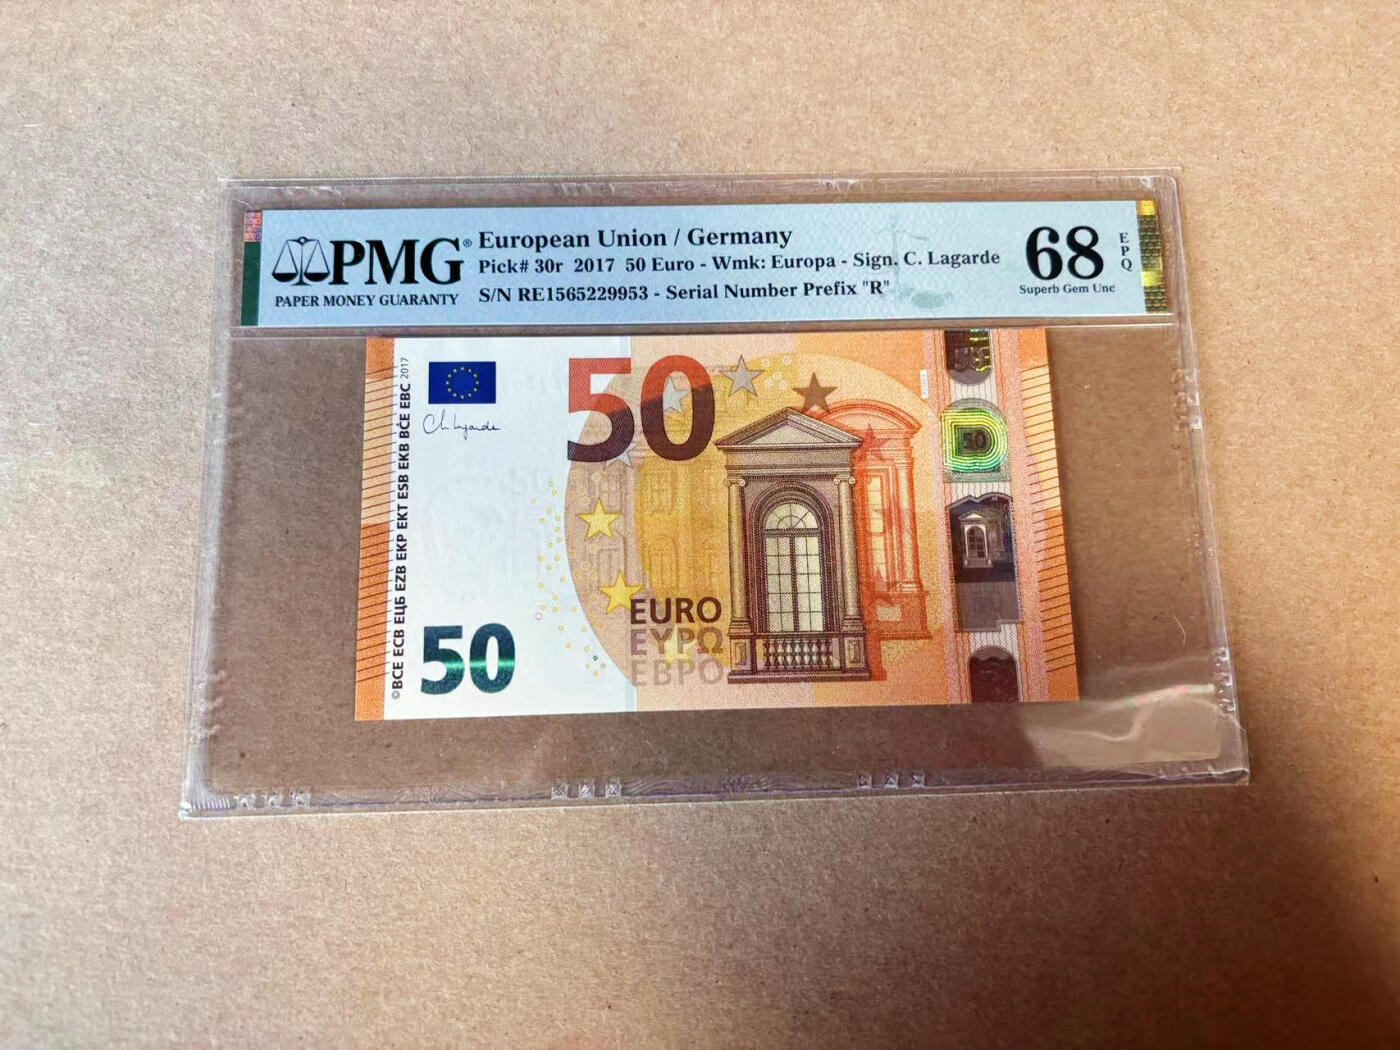 PMG®
PAPER MONEY GUARANTY
European Union / Germany
Pick# 30r 2017 50 Euro - Wmk: Europa - Sign. C. Lagarde
S/N RE1565229953 - Serial Number Prefix "R"
68
EPQ
Superb Gem Unc
©BCE ECB ЕЦБ EZB EKP EKT ESB EKB BĊE EBC 2017
50
50
50
EURO
ΕΥΡΩ
ЕВРО